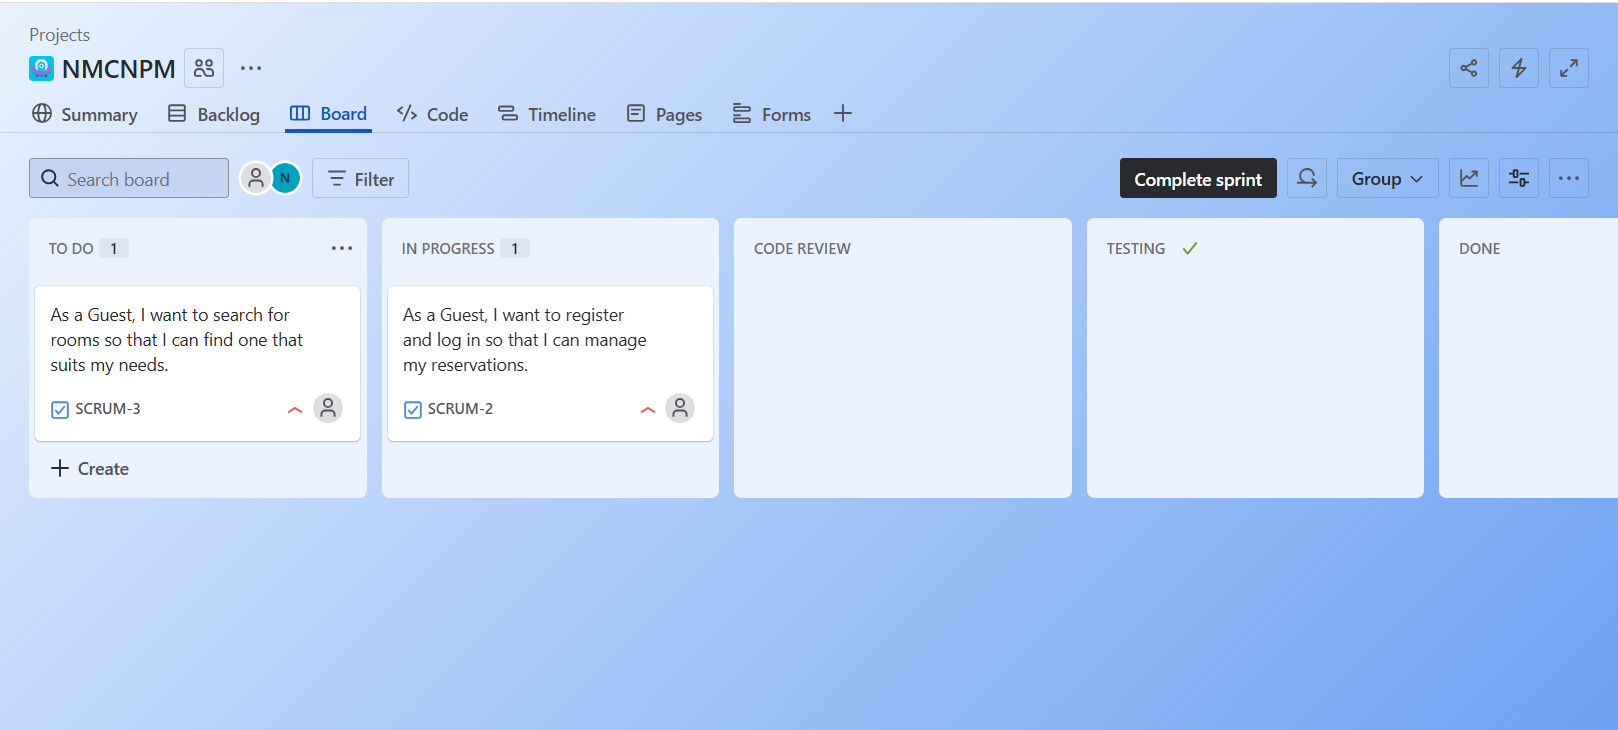 Projects
NMCNPM
Summary
Backlog
Board
Code
Timeline
Pages
Forms
Search board
N
Filter
Complete sprint
Group
TO DO 1
As a Guest, I want to search for
rooms so that I can find one that
suits my needs.
SCRUM-3
Create
IN PROGRESS 1
As a Guest, I want to register
and log in so that I can manage
my reservations.
SCRUM-2
CODE REVIEW
TESTING
DONE